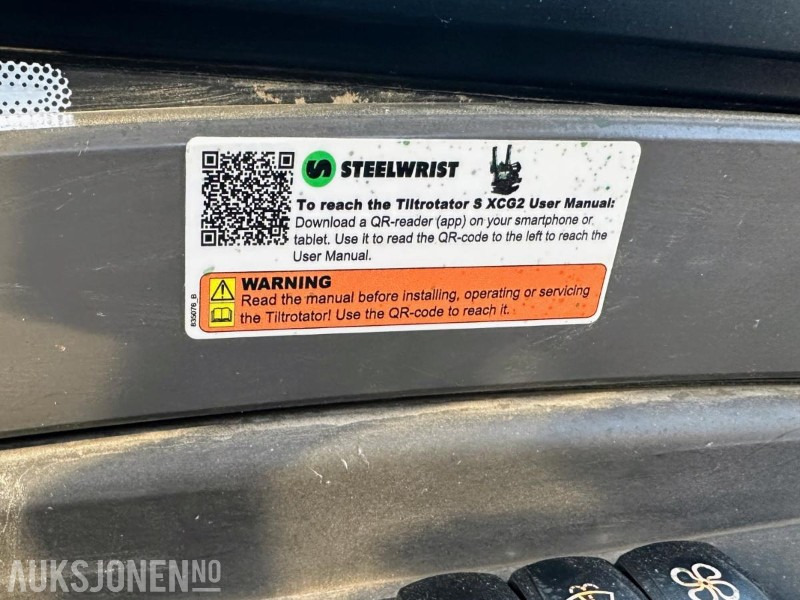 STEELWRIST
To reach the Tiltrotator S XCG2 User Manual:
Download a QR-reader (app) on your smartphone or
tablet. Use it to read the QR-code to the left to reach the
User Manual.
WARNING
Read the manual before installing, operating or servicing
the Tiltrotator! Use the QR-code to reach it.
835076_B
AUKSJONEN.NO